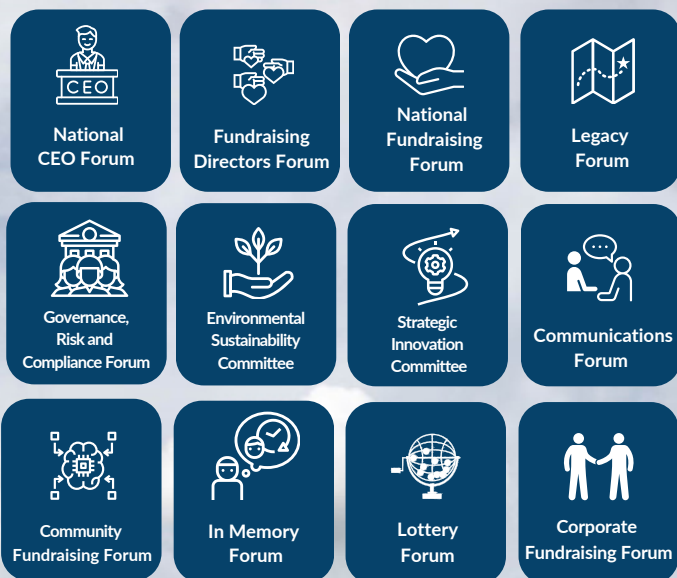 CEO
National
CEO Forum
Fundraising
Directors Forum
National
Fundraising
Forum
Legacy
Forum
Governance,
Risk and
Compliance Forum
Environmental
Sustainability
Committee
Strategic
Innovation
Committee
Communications
Forum
Community
Fundraising Forum
In Memory
Forum
Lottery
Forum
Corporate
Fundraising Forum